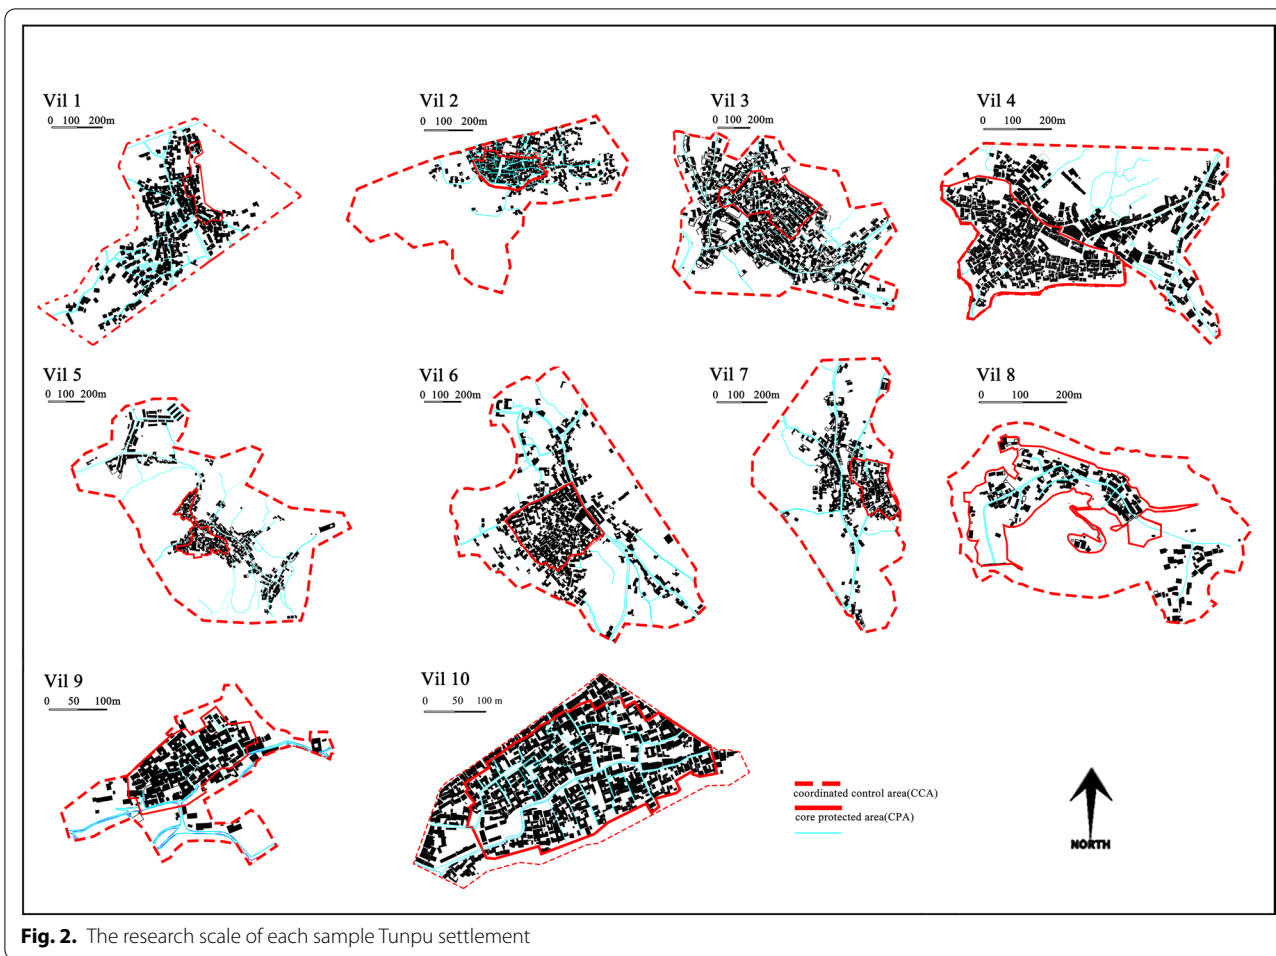 Vil 1
0 100 200m
Vil 2
0 100 200m
Vil 3
0 100 200m
Vil 4
0 100 200m
Vil 5
0 100 200m
Vil 6
0 100 200m
Vil 7
0 100 200m
Vil 8
0 100 200m
Vil 9
0 50 100m
Vil 10
0 50 100 m
coordinated control area(CCA)
core protected area(CPA)
NORTH
Fig. 2. The research scale of each sample Tunpu settlement